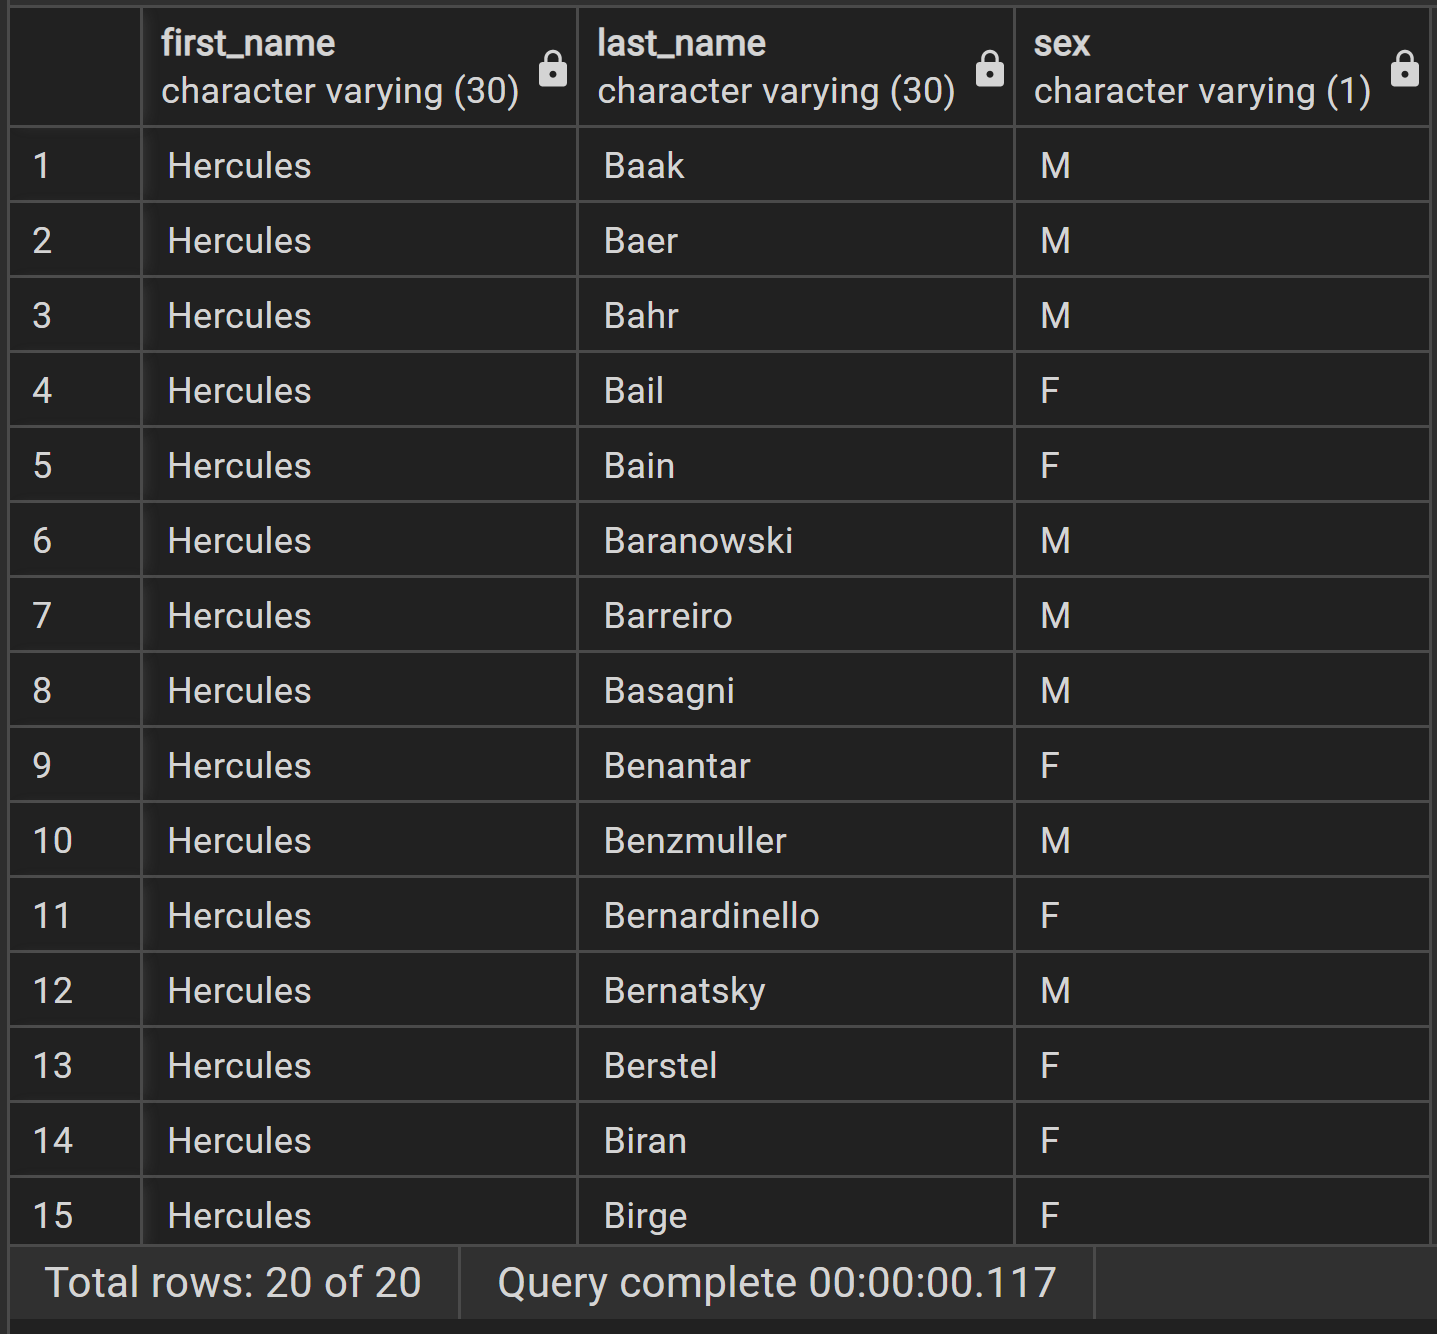 first_name last_name sex
character varying (30) character varying (30) character varying (1)
1 Hercules Baak M
2 Hercules Baer M
3 Hercules Bahr M
4 Hercules Bail F
5 Hercules Bain F
6 Hercules Baranowski M
7 Hercules Barreiro M
8 Hercules Basagni M
9 Hercules Benantar F
10 Hercules Benzmuller M
11 Hercules Bernardinello F
12 Hercules Bernatsky M
13 Hercules Berstel F
14 Hercules Biran F
15 Hercules Birge F
Total rows: 20 of 20 Query complete 00:00:00.117